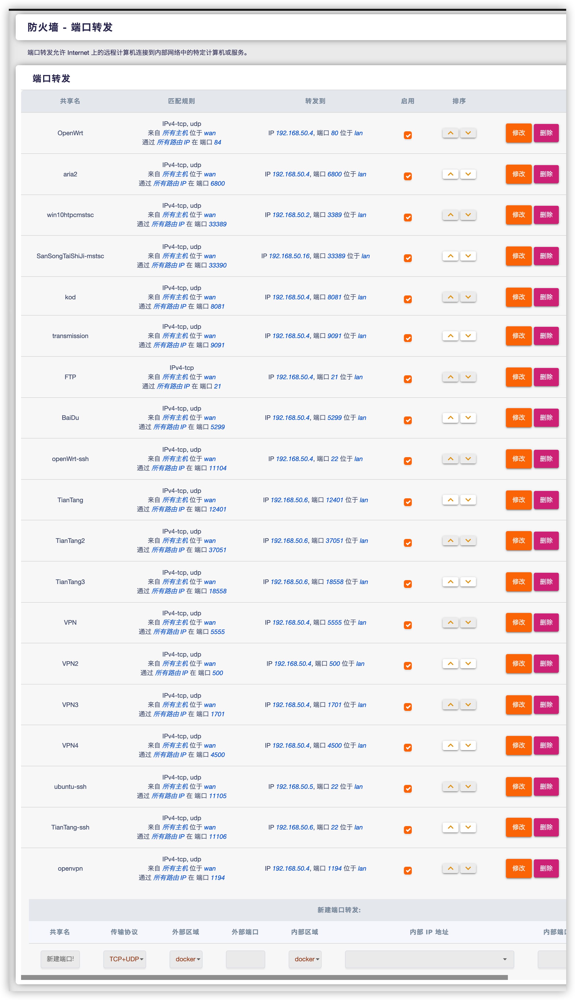 防火墙 - 端口转发
端口转发允许 Internet 上的远程计算机连接到内部网络中的特定计算机或服务。
端口转发
共享名 匹配规则 转发到 启用 排序
IPv4-tcp, udp
OpenWrt 来自 所有主机 位于 wan IP 192.168.50.4, 端口 80 位于 lan 修改 删除
通过 所有路由 IP 在 端口 84
IPv4-tcp, udp
aria2 来自 所有主机 位于 wan IP 192.168.50.4, 端口 6800 位于 lan 修改 删除
通过 所有路由 IP 在 端口 6800
IPv4-tcp, udp
win10htpcmstsc 来自 所有主机 位于 wan IP 192.168.50.2, 端口 3389 位于 lan 修改 删除
通过 所有路由 IP 在 端口 33389
IPv4-tcp, udp
SanSongTaiShiJi-mstsc 来自 所有主机 位于 wan IP 192.168.50.16, 端口 33389 位于 lan 修改 删除
通过 所有路由 IP 在 端口 33390
IPv4-tcp, udp
kod 来自 所有主机 位于 wan IP 192.168.50.4, 端口 8081 位于 lan 修改 删除
通过 所有路由 IP 在 端口 8081
IPv4-tcp, udp
transmission 来自 所有主机 位于 wan IP 192.168.50.4, 端口 9091 位于 lan 修改 删除
通过 所有路由 IP 在 端口 9091
IPv4-tcp
FTP 来自 所有主机 位于 wan IP 192.168.50.4, 端口 21 位于 lan 修改 删除
通过 所有路由 IP 在 端口 21
IPv4-tcp, udp
BaiDu 来自 所有主机 位于 wan IP 192.168.50.4, 端口 5299 位于 lan 修改 删除
通过 所有路由 IP 在 端口 5299
IPv4-tcp, udp
openWrt-ssh 来自 所有主机 位于 wan IP 192.168.50.4, 端口 22 位于 lan 修改 删除
通过 所有路由 IP 在 端口 11104
IPv4-tcp, udp
TianTang 来自 所有主机 位于 wan IP 192.168.50.6, 端口 12401 位于 lan 修改 删除
通过 所有路由 IP 在 端口 12401
IPv4-tcp, udp
TianTang2 来自 所有主机 位于 wan IP 192.168.50.6, 端口 37051 位于 lan 修改 删除
通过 所有路由 IP 在 端口 37051
IPv4-tcp, udp
TianTang3 来自 所有主机 位于 wan IP 192.168.50.6, 端口 18558 位于 lan 修改 删除
通过 所有路由 IP 在 端口 18558
IPv4-tcp, udp
VPN 来自 所有主机 位于 wan IP 192.168.50.4, 端口 5555 位于 lan 修改 删除
通过 所有路由 IP 在 端口 5555
IPv4-tcp, udp
VPN2 来自 所有主机 位于 wan IP 192.168.50.4, 端口 500 位于 lan 修改 删除
通过 所有路由 IP 在 端口 500
IPv4-tcp, udp
VPN3 来自 所有主机 位于 wan IP 192.168.50.4, 端口 1701 位于 lan 修改 删除
通过 所有路由 IP 在 端口 1701
IPv4-tcp, udp
VPN4 来自 所有主机 位于 wan IP 192.168.50.4, 端口 4500 位于 lan 修改 删除
通过 所有路由 IP 在 端口 4500
IPv4-tcp, udp
ubuntu-ssh 来自 所有主机 位于 wan IP 192.168.50.5, 端口 22 位于 lan 修改 删除
通过 所有路由 IP 在 端口 11105
IPv4-tcp, udp
TianTang-ssh 来自 所有主机 位于 wan IP 192.168.50.6, 端口 22 位于 lan 修改 删除
通过 所有路由 IP 在 端口 11106
IPv4-tcp, udp
openvpn 来自 所有主机 位于 wan IP 192.168.50.4, 端口 1194 位于 lan 修改 删除
通过 所有路由 IP 在 端口 1194
新建端口转发:
共享名 传输协议 外部区域 外部端口 内部区域 内部 IP 地址 内部端
新建端口 TCP+UDP docker docker